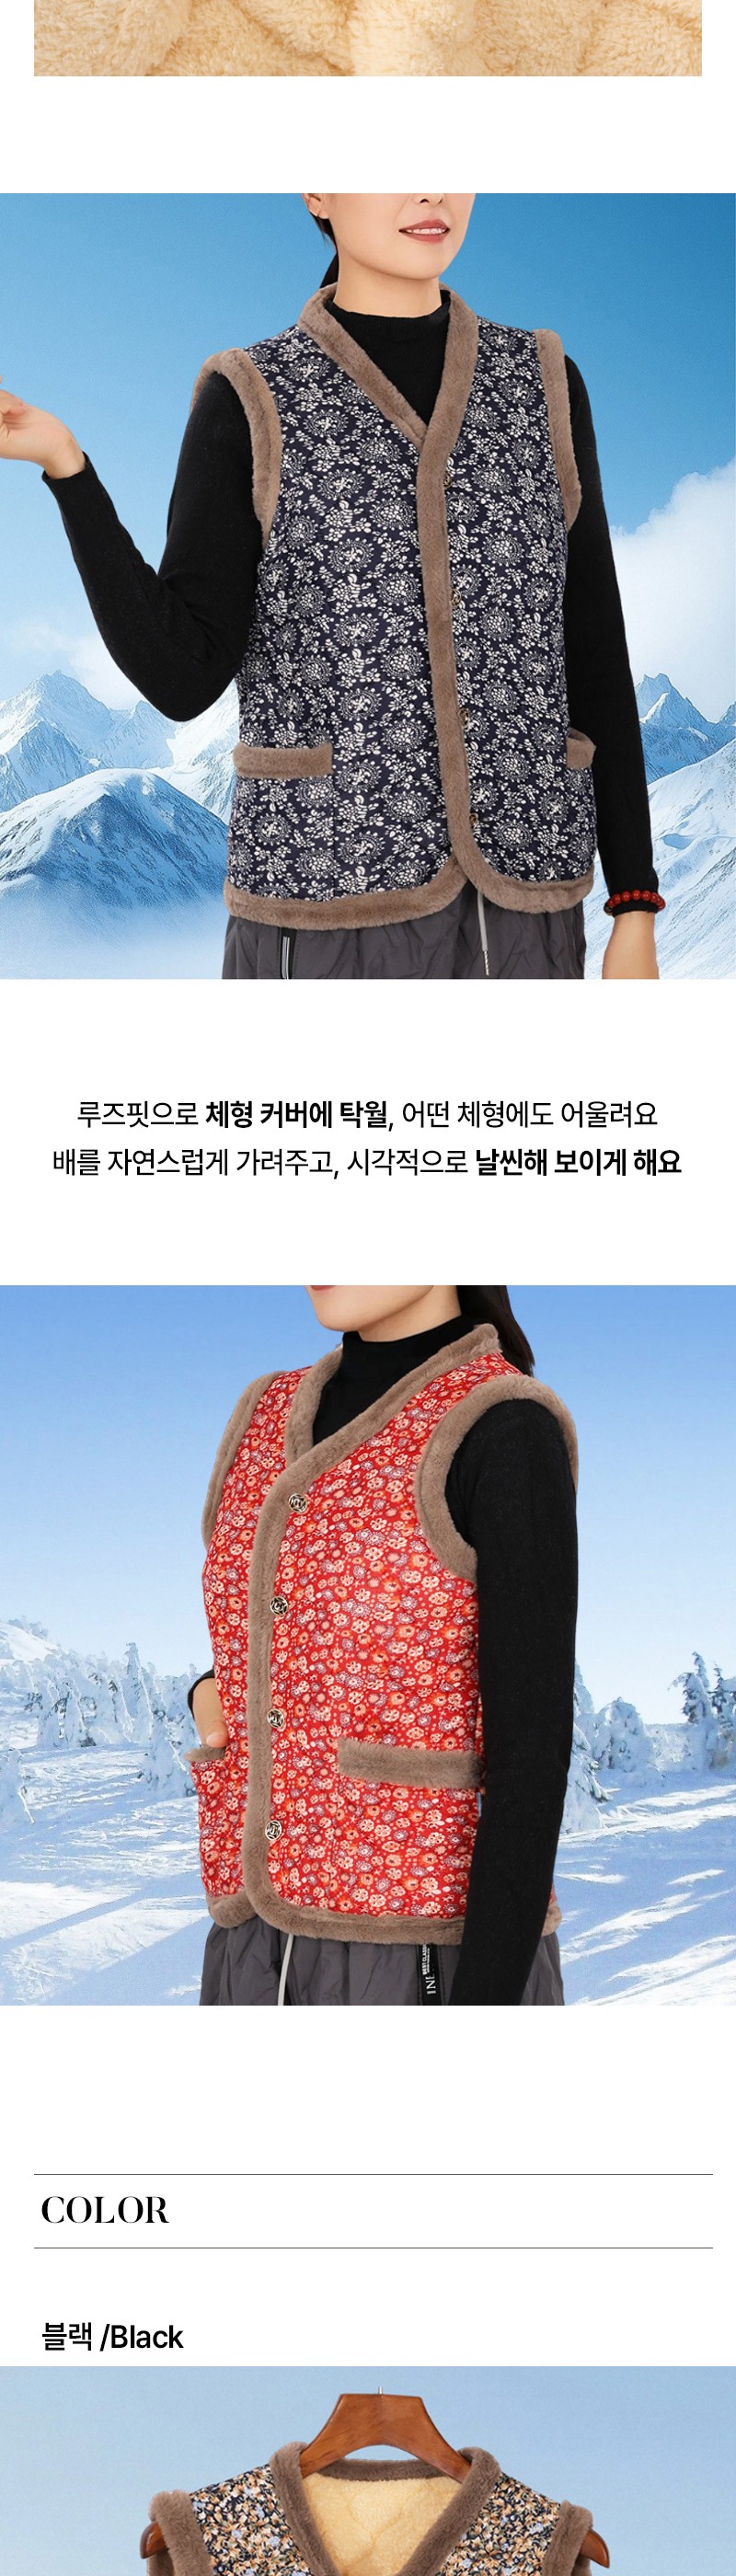 루즈핏으로 체형 커버에 탁월, 어떤 체형에도 어울려요
배를 자연스럽게 가려주고, 시각적으로 날씬해 보이게 해요
COLOR
블랙 /Black